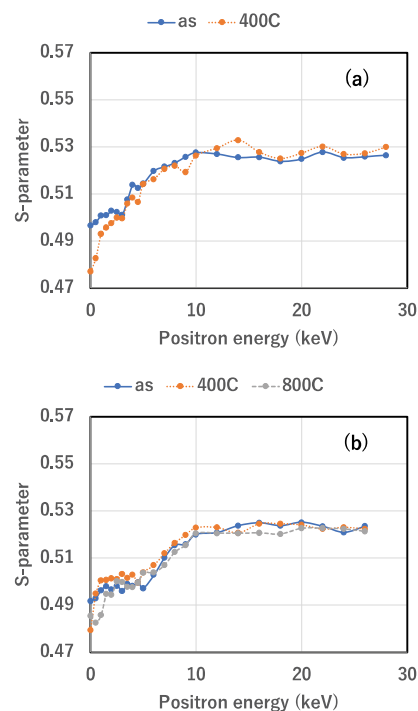 as 400C
(a)
0.57
0.55
0.53
0.51
0.49
0.47
S-parameter
0 10 20 30
Positron energy (keV)
as 400C 800C
(b)
0.57
0.55
0.53
0.51
0.49
0.47
S-parameter
0 10 20 30
Positron energy (keV)